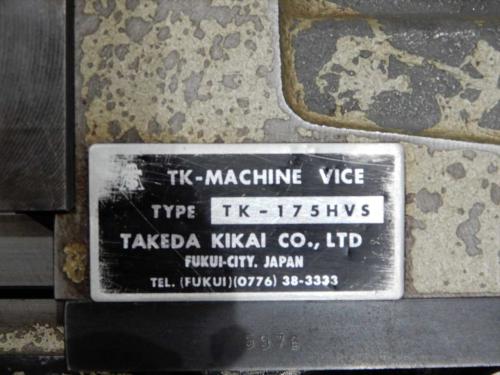 TK-MACHINE VICE
TYPE TK-175HVS
TAKEDA KIKAI CO., LTD
FUKUI-CITY. JAPAN
TEL. (FUKUI)(0776) 38-3333